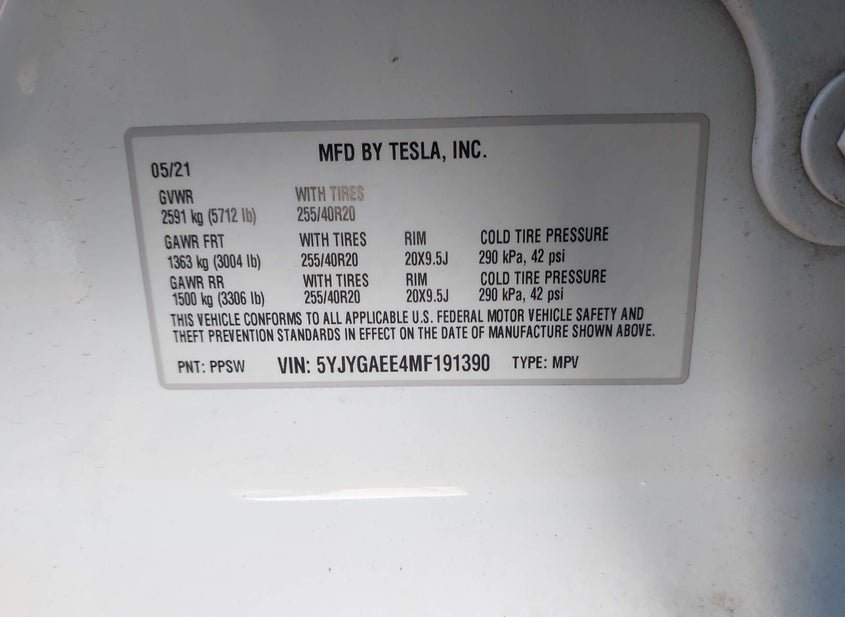 MFD BY TESLA, INC.
05/21
GVWR WITH TIRES
2591 kg (5712 lb) 255/40R20
GAWR FRT WITH TIRES RIM COLD TIRE PRESSURE
1363 kg (3004 lb) 255/40R20 20X9.5J 290 kPa, 42 psi
GAWR RR WITH TIRES RIM COLD TIRE PRESSURE
1500 kg (3306 lb) 255/40R20 20X9.5J 290 kPa, 42 psi
THIS VEHICLE CONFORMS TO ALL APPLICABLE U.S. FEDERAL MOTOR VEHICLE SAFETY AND
THEFT PREVENTION STANDARDS IN EFFECT ON THE DATE OF MANUFACTURE SHOWN ABOVE.
PNT: PPSW VIN: 5YJYGAEE4MF191390 TYPE: MPV